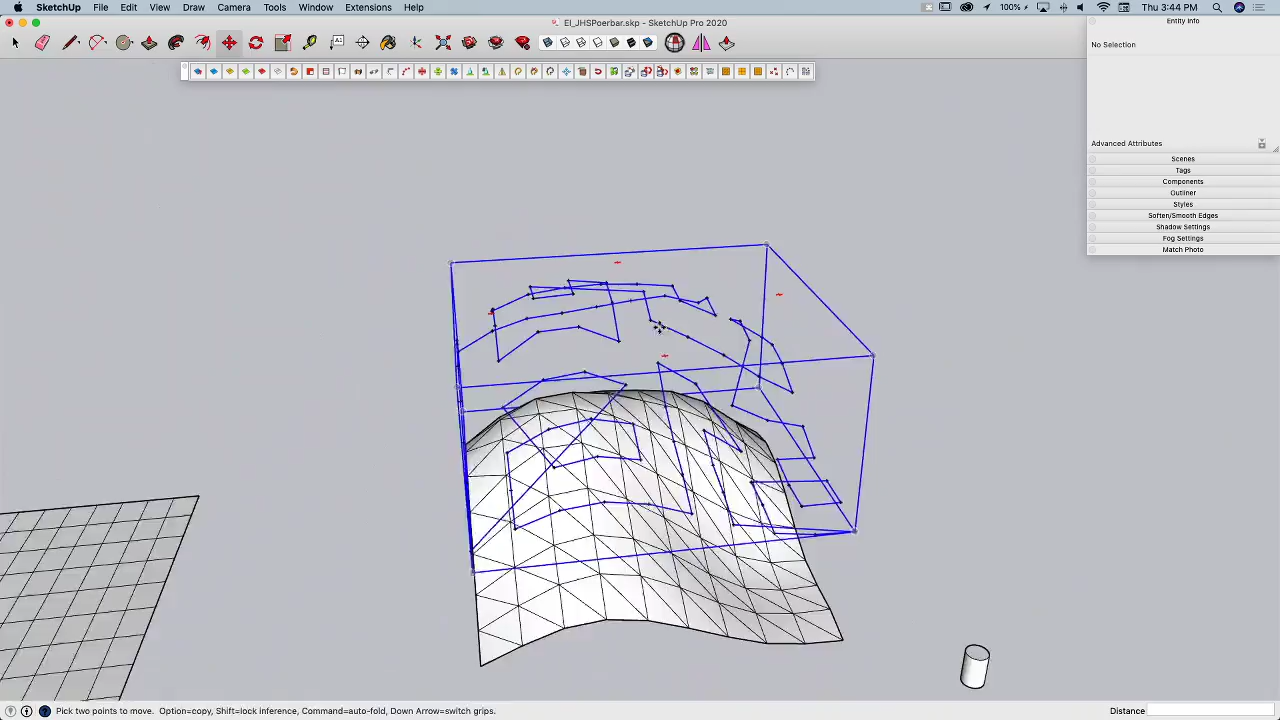 SketchUp File Edit View Draw Camera Tools Window Extensions Help
100% Thu 3:44 PM
EI_JHSPoerbar.skp - SketchUp Pro 2020
Entity Info
No Selection
Advanced Attributes
Scenes
Tags
Components
Outliner
Styles
Soften/Smooth Edges
Shadow Settings
Fog Settings
Match Photo
Pick two points to move. Option=copy, Shift=lock inference, Command=auto-fold, Down Arrow=switch grips.
Distance